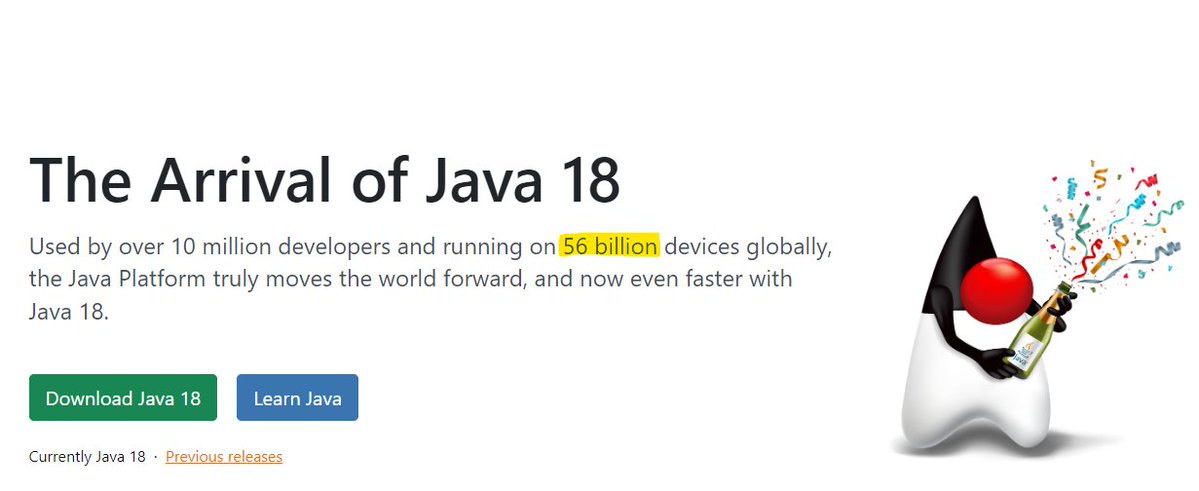 The Arrival of Java 18
Used by over 10 million developers and running on 56 billion devices globally,
the Java Platform truly moves the world forward, and now even faster with
Java 18.
Download Java 18
Learn Java
Currently Java 18 · Previous releases
Java